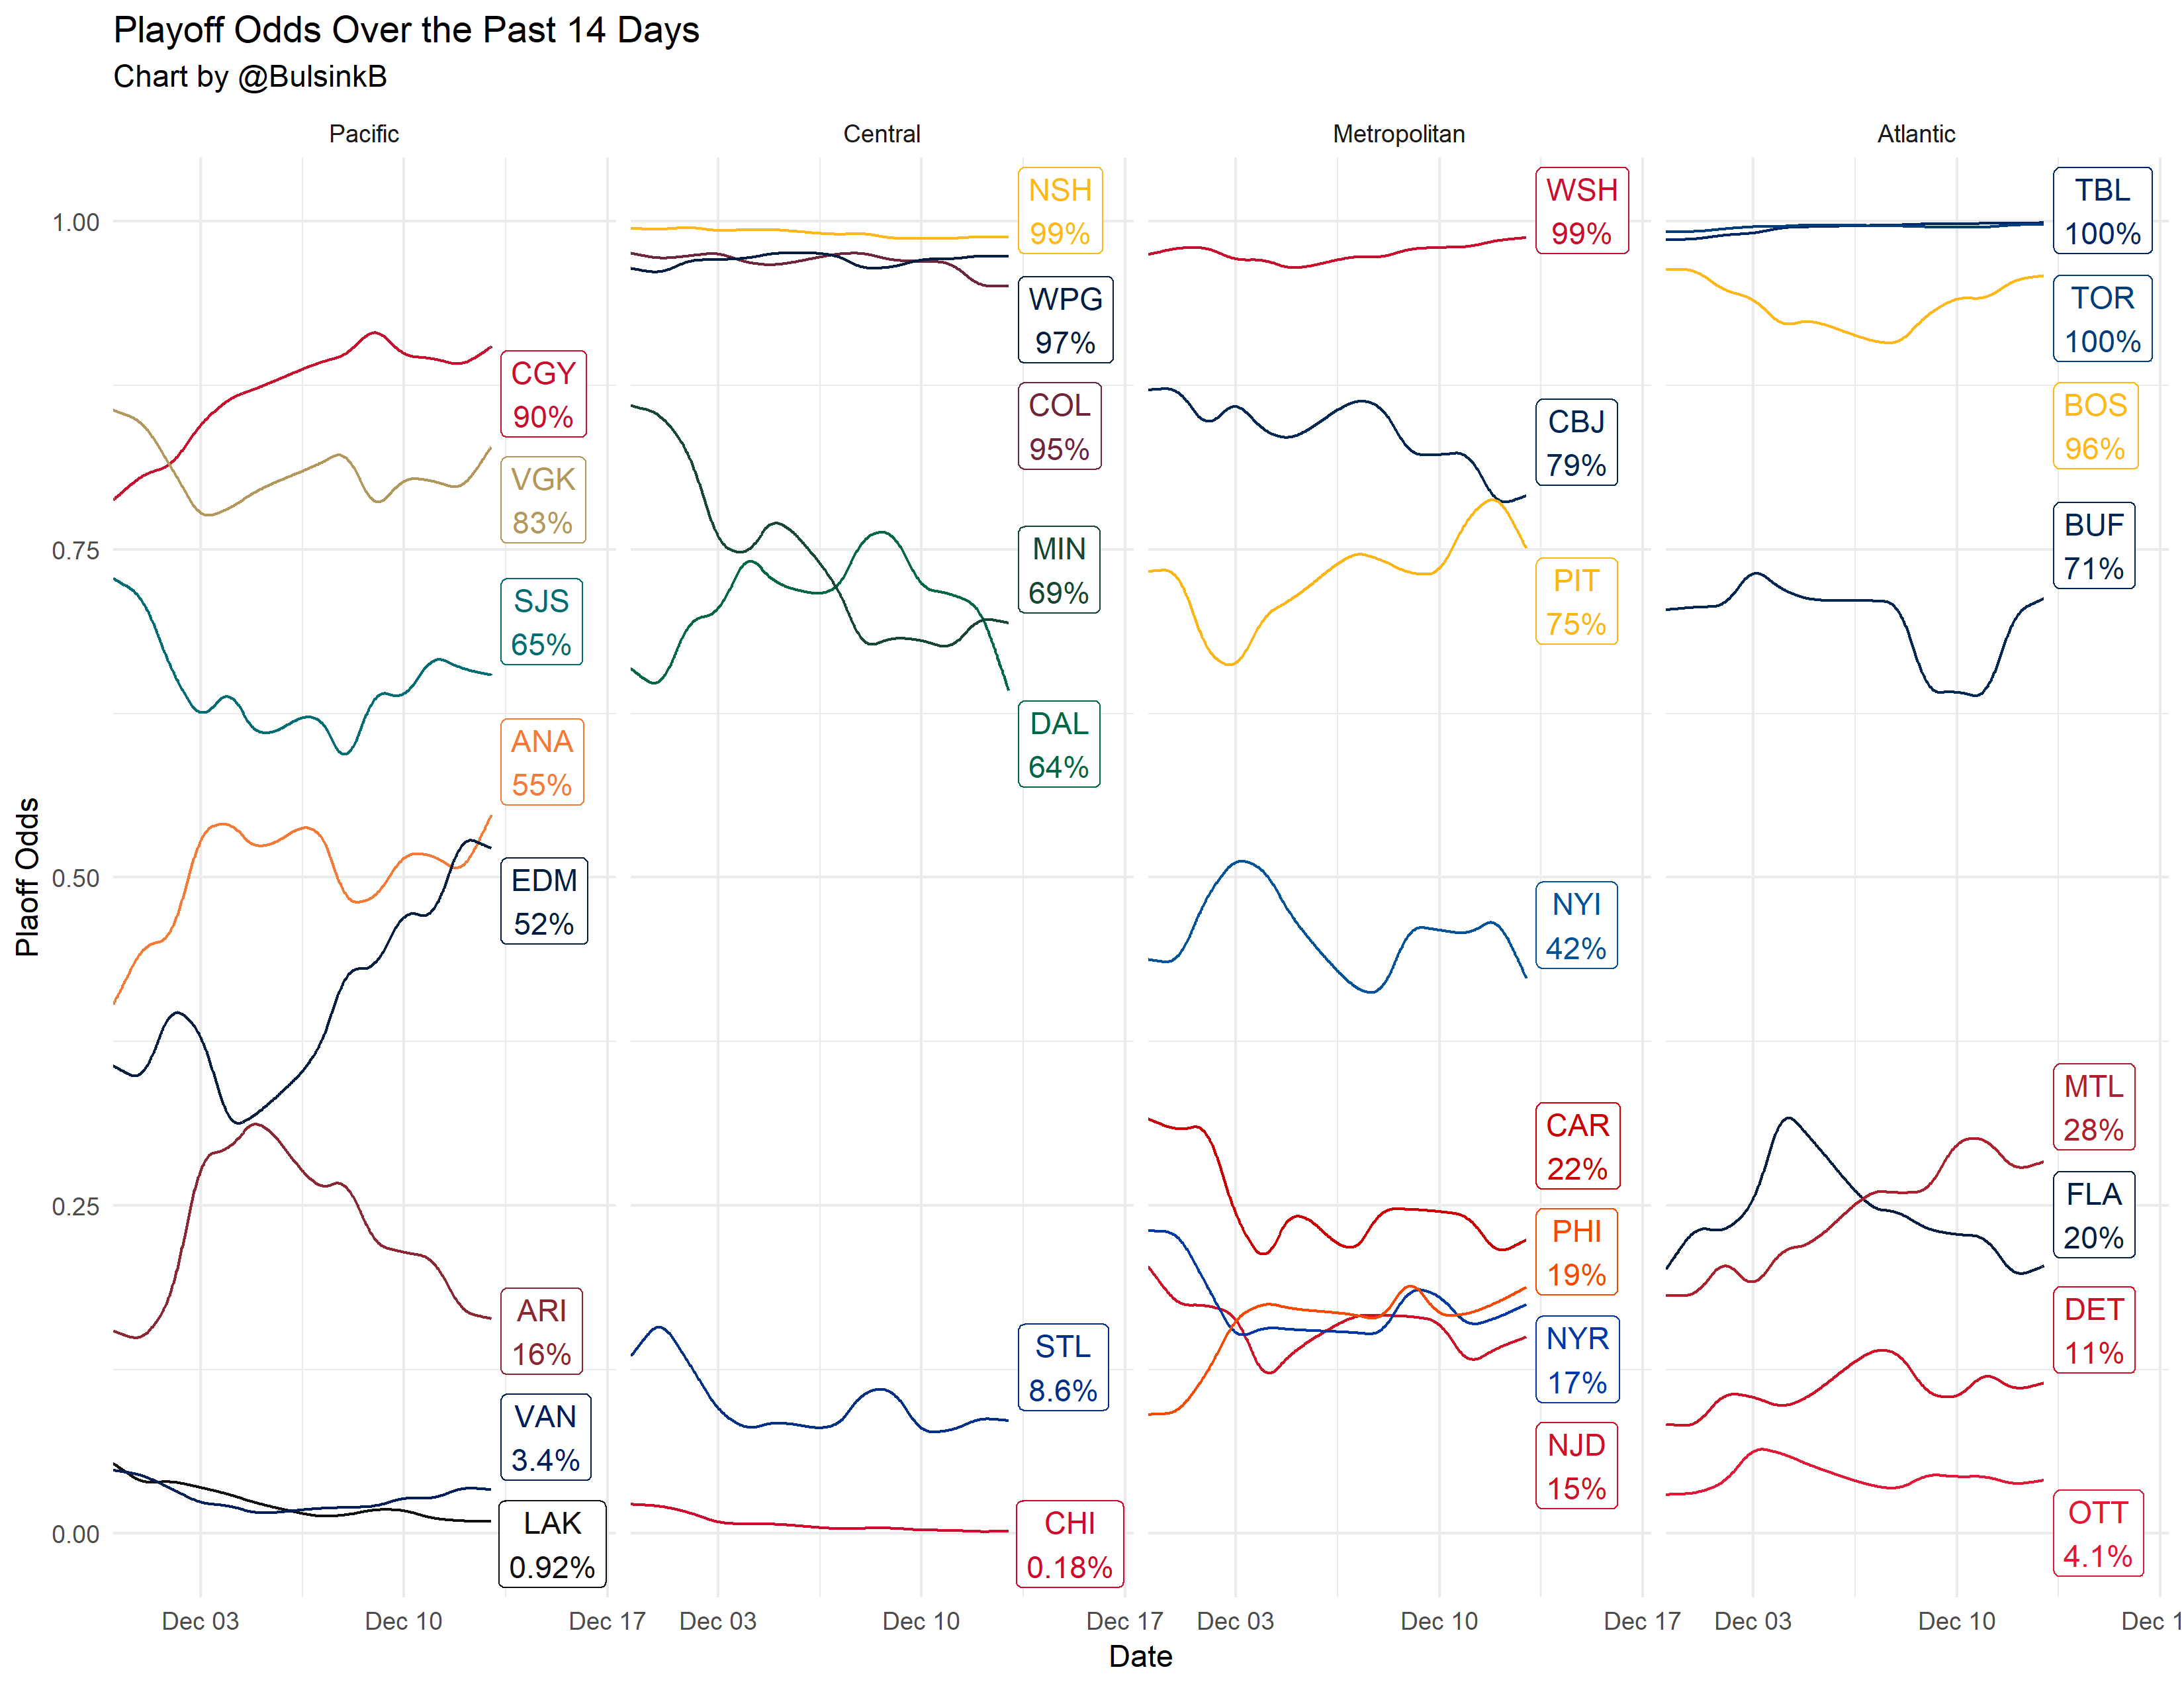 Playoff Odds Over the Past 14 Days
Chart by @BulsinkB
Pacific
Central
Metropolitan
Atlantic
Plaoff Odds
1.00
0.75
0.50
0.25
0.00
CGY
90%
VGK
83%
SJS
65%
ANA
55%
EDM
52%
ARI
16%
VAN
3.4%
LAK
0.92%
NSH
99%
WPG
97%
COL
95%
MIN
69%
DAL
64%
STL
8.6%
CHI
0.18%
WSH
99%
CBJ
79%
PIT
75%
NYI
42%
CAR
22%
PHI
19%
NYR
17%
NJD
15%
TBL
100%
TOR
100%
BOS
96%
BUF
71%
MTL
28%
FLA
20%
DET
11%
OTT
4.1%
Dec 03 Dec 10 Dec 17 Dec 03 Dec 10 Dec 17 Dec 03 Dec 10 Dec 17 Dec 03 Dec 10 Dec 1
Date